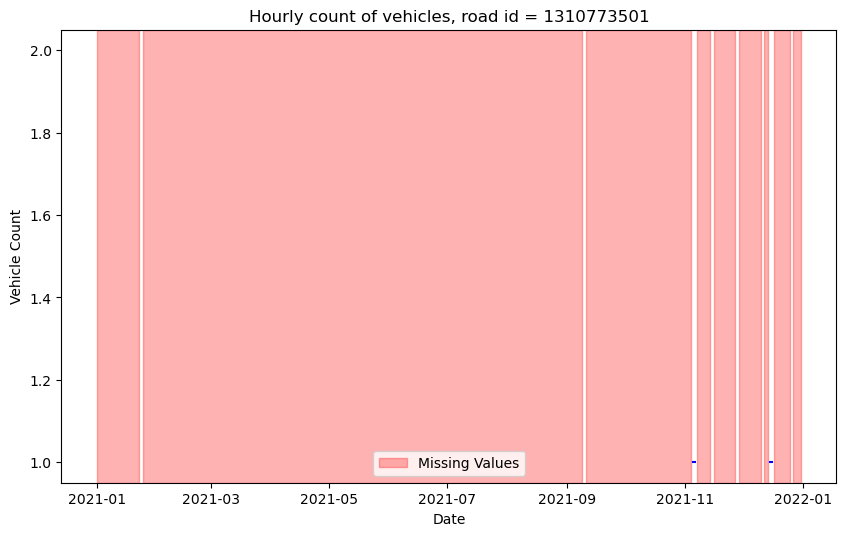 Hourly count of vehicles, road id = 1310773501
Vehicle Count
2.0
1.8
1.6
1.4
1.2
1.0
Missing Values
2021-01 2021-03 2021-05 2021-07 2021-09 2021-11 2022-01
Date